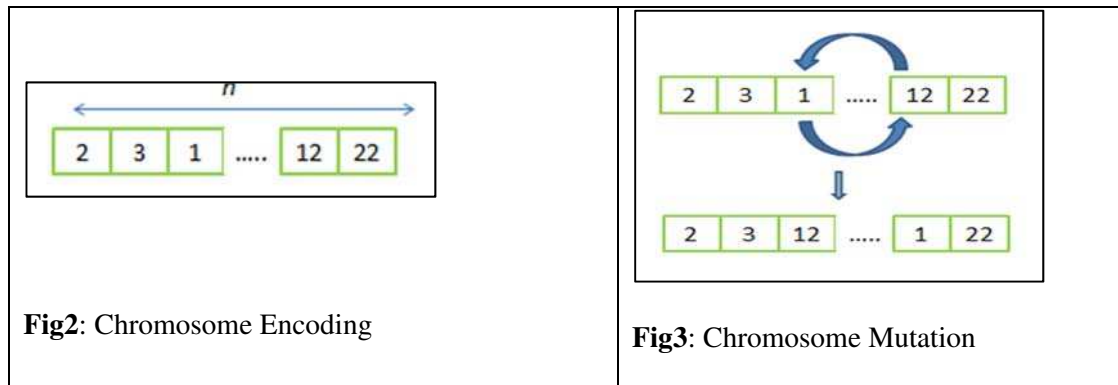 n
2 3 1 ..... 12 22
Fig2: Chromosome Encoding
2 3 1 ..... 12 22
2 3 12 ..... 1 22
Fig3: Chromosome Mutation